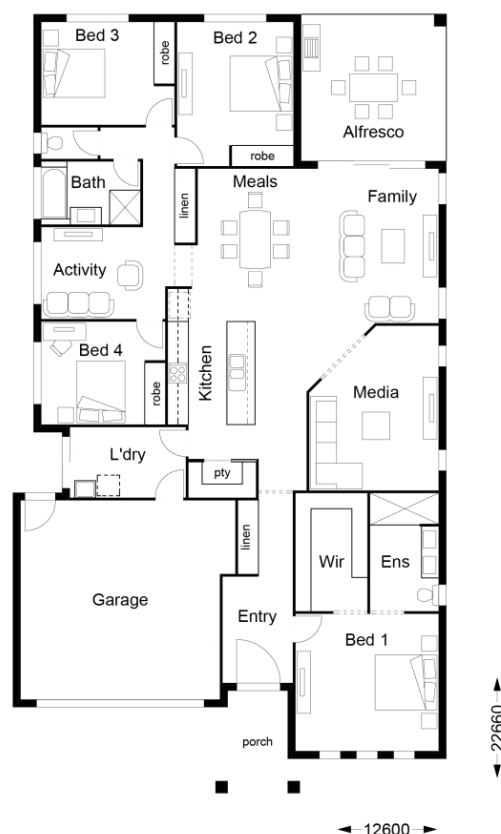 Bed 3
robe
Bed 2
Alfresco
robe
Bath
linen
Meals
Family
Activity
Bed 4
robe
Kitchen
Media
L'dry
pty
linen
Wir
Ens
Garage
Entry
Bed 1
porch
22660
12600